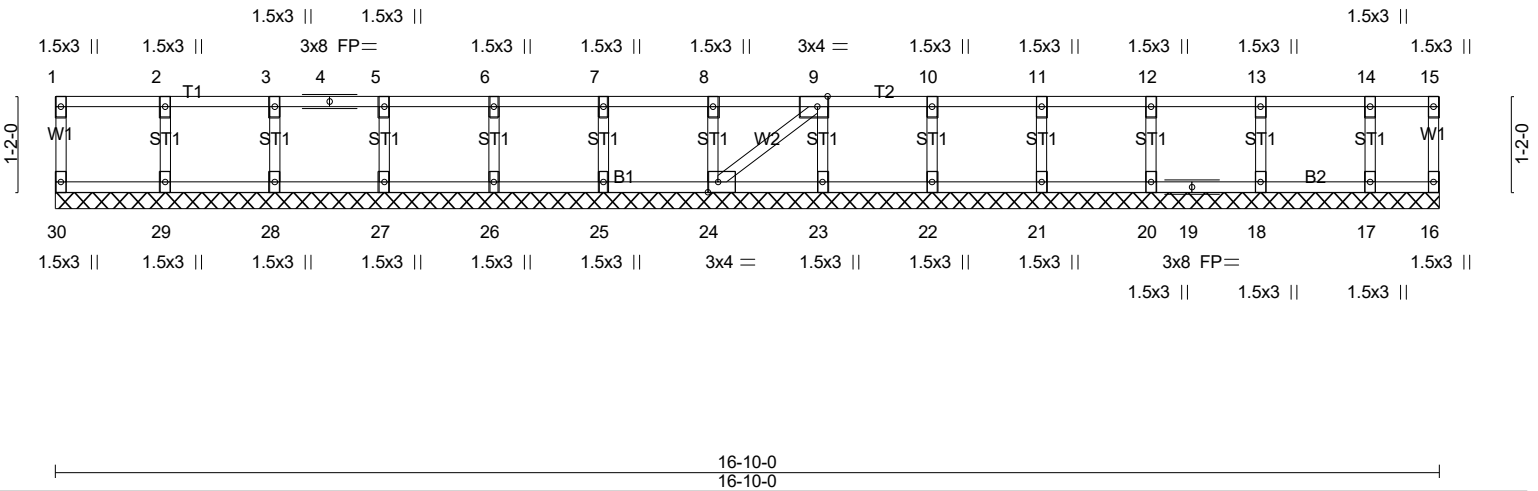 1.5x3 || 1.5x3 || 1.5x3 ||
1.5x3 || 1.5x3 || 3x8 FP= 1.5x3 || 1.5x3 || 1.5x3 || 3x4 = 1.5x3 || 1.5x3 || 1.5x3 || 1.5x3 || 1.5x3 ||
1 2 3 4 5 6 7 8 9 10 11 12 13 14 15
T1 T2
W1 ST1 ST1 ST1 ST1 ST1 W2 ST1 ST1 ST1 ST1 ST1 ST1 W1
1-2-0 1-2-0
B1 B2
30 29 28 27 26 25 24 23 22 21 20 19 18 17 16
1.5x3 || 1.5x3 || 1.5x3 || 1.5x3 || 1.5x3 || 1.5x3 || 3x4 = 1.5x3 || 1.5x3 || 1.5x3 || 3x8 FP= 1.5x3 ||
1.5x3 || 1.5x3 || 1.5x3 ||
16-10-0
16-10-0